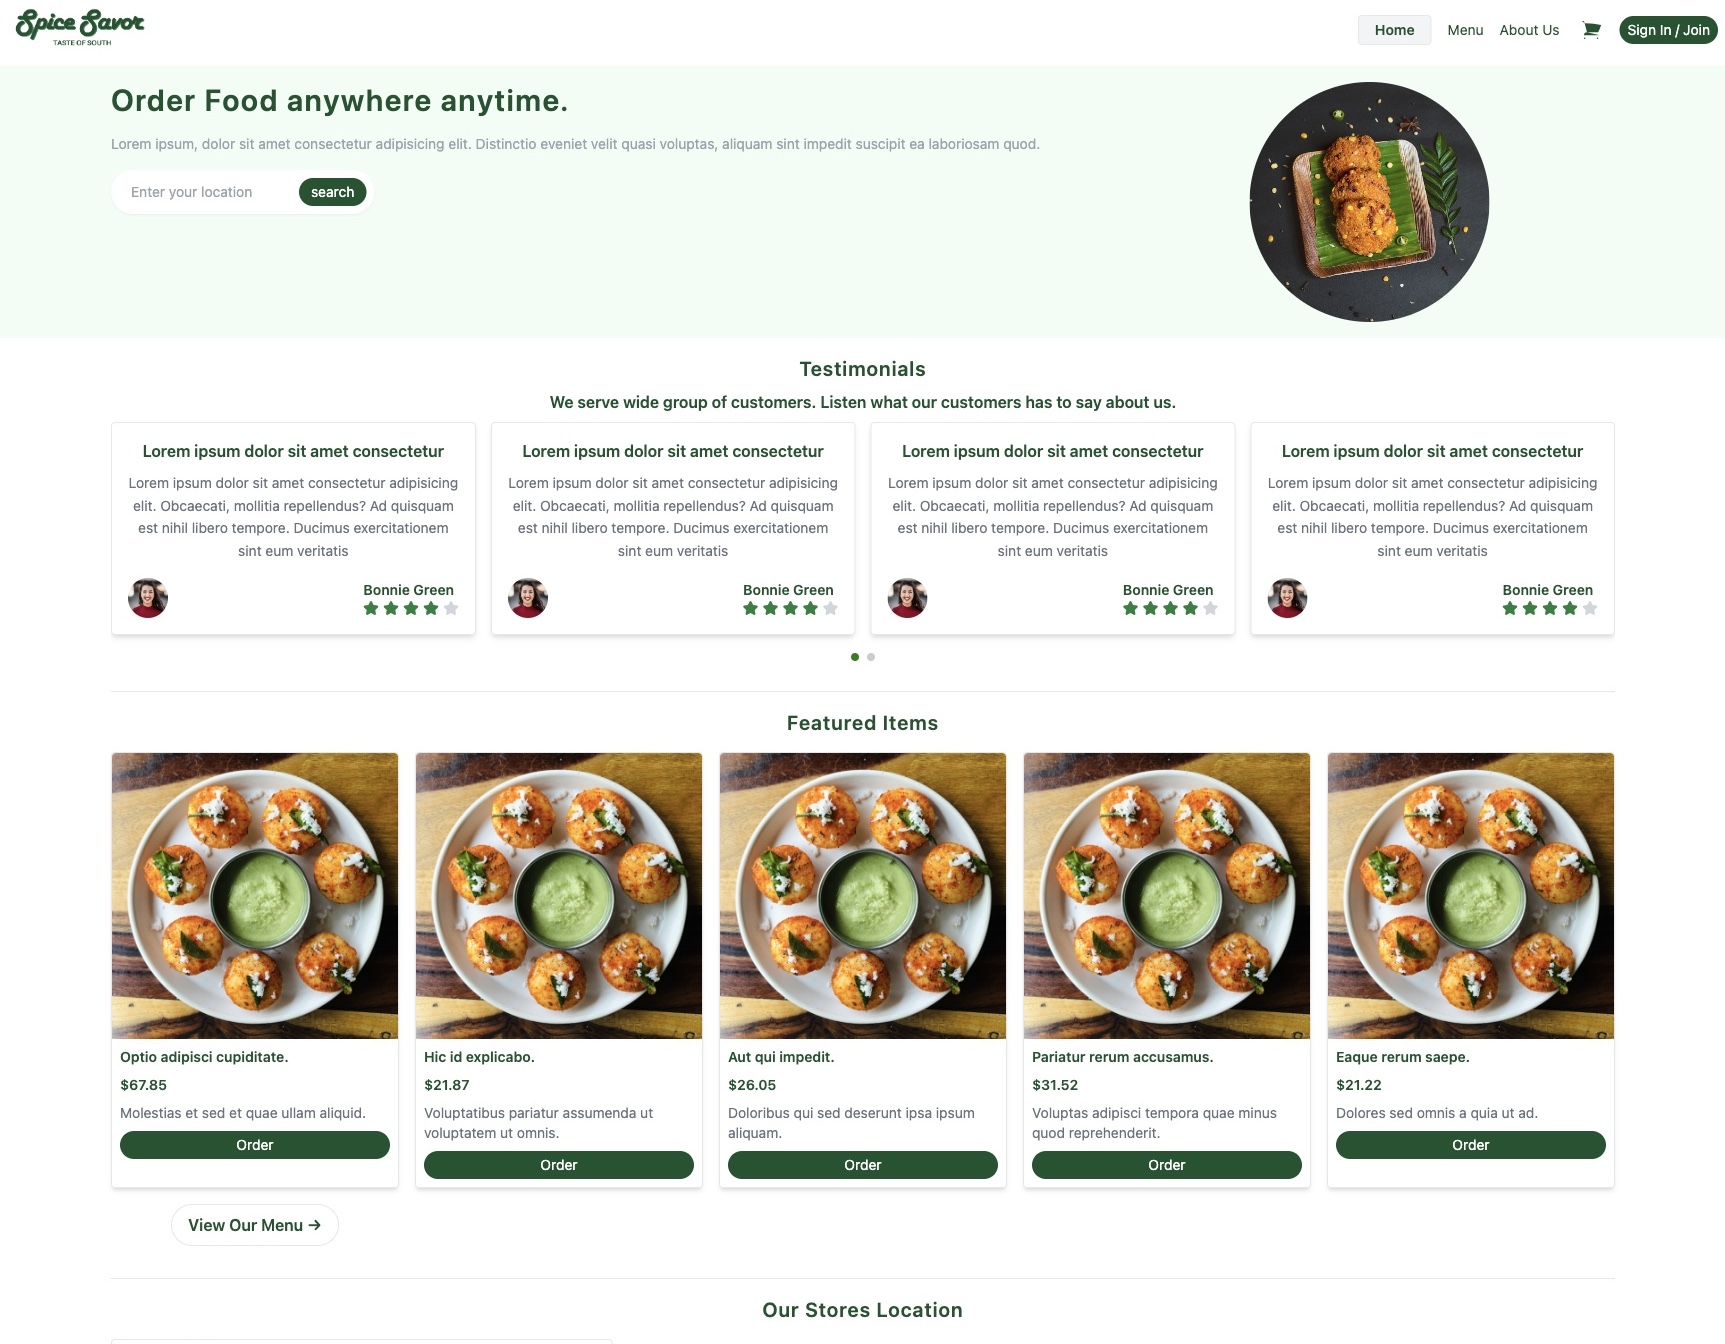 Spice Savor
TASTE OF SOUTH
Home
Menu
About Us
Sign In / Join
Order Food anywhere anytime.
Lorem ipsum, dolor sit amet consectetur adipisicing elit. Distinctio eveniet velit quasi voluptas, aliquam sint impedit suscipit ea laboriosam quod.
Enter your location
search
Testimonials
We serve wide group of customers. Listen what our customers has to say about us.
Lorem ipsum dolor sit amet consectetur
Lorem ipsum dolor sit amet consectetur adipisicing
elit. Obcaecati, mollitia repellendus? Ad quisquam
est nihil libero tempore. Ducimus exercitationem
sint eum veritatis
Bonnie Green
Lorem ipsum dolor sit amet consectetur
Lorem ipsum dolor sit amet consectetur adipisicing
elit. Obcaecati, mollitia repellendus? Ad quisquam
est nihil libero tempore. Ducimus exercitationem
sint eum veritatis
Bonnie Green
Lorem ipsum dolor sit amet consectetur
Lorem ipsum dolor sit amet consectetur adipisicing
elit. Obcaecati, mollitia repellendus? Ad quisquam
est nihil libero tempore. Ducimus exercitationem
sint eum veritatis
Bonnie Green
Lorem ipsum dolor sit amet consectetur
Lorem ipsum dolor sit amet consectetur adipisicing
elit. Obcaecati, mollitia repellendus? Ad quisquam
est nihil libero tempore. Ducimus exercitationem
sint eum veritatis
Bonnie Green
Featured Items
Optio adipisci cupiditate.
$67.85
Molestias et sed et quae ullam aliquid.
Order
Hic id explicabo.
$21.87
Voluptatibus pariatur assumenda ut
voluptatem ut omnis.
Order
Aut qui impedit.
$26.05
Doloribus qui sed deserunt ipsa ipsum
aliquam.
Order
Pariatur rerum accusamus.
$31.52
Voluptas adipisci tempora quae minus
quod reprehenderit.
Order
Eaque rerum saepe.
$21.22
Dolores sed omnis a quia ut ad.
Order
View Our Menu →
Our Stores Location